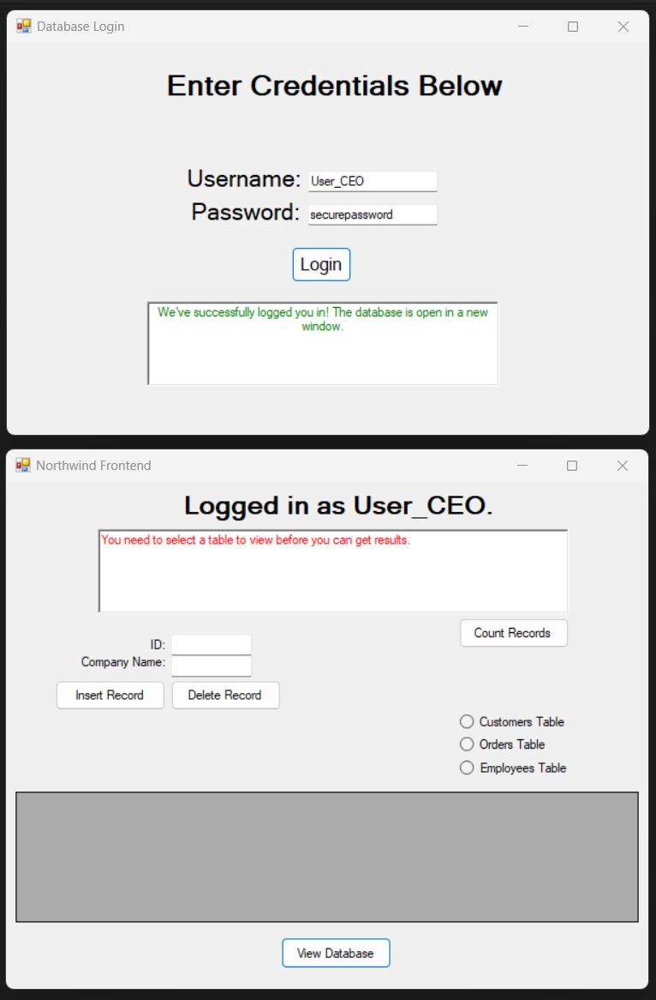 Database Login
Enter Credentials Below
Username: User_CEO
Password: securepassword
Login
We've successfully logged you in! The database is open in a new
window.
Northwind Frontend
Logged in as User_CEO.
You need to select a table to view before you can get results.
Count Records
ID:
Company Name:
Insert Record Delete Record
Customers Table
Orders Table
Employees Table
View Database